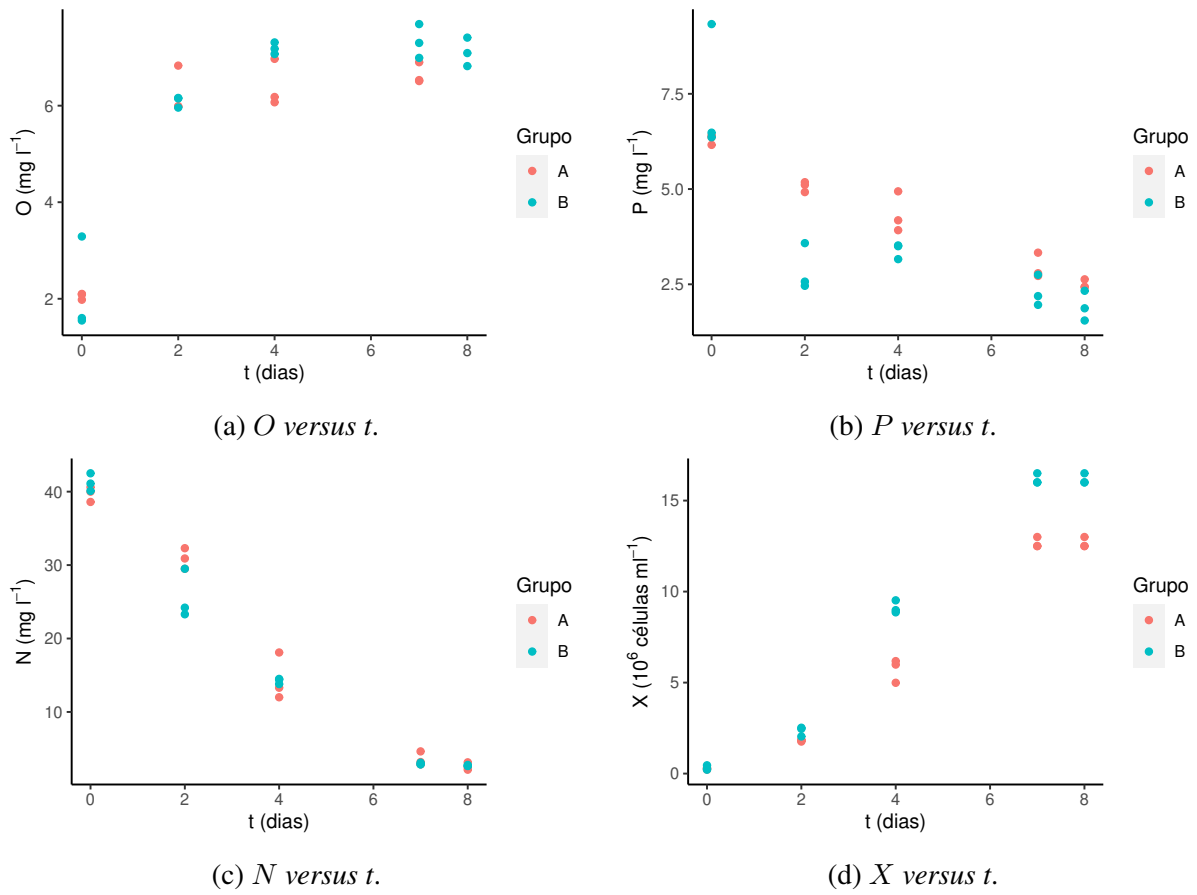 O (mg l⁻¹)
6
4
2
0 2 4 6 8
t (dias)
Grupo
A
B
(a) O versus t.
P (mg l⁻¹)
7.5
5.0
2.5
0 2 4 6 8
t (dias)
Grupo
A
B
(b) P versus t.
N (mg l⁻¹)
40
30
20
10
0 2 4 6 8
t (dias)
Grupo
A
B
(c) N versus t.
X (10⁶ células ml⁻¹)
15
10
5
0
0 2 4 6 8
t (dias)
Grupo
A
B
(d) X versus t.